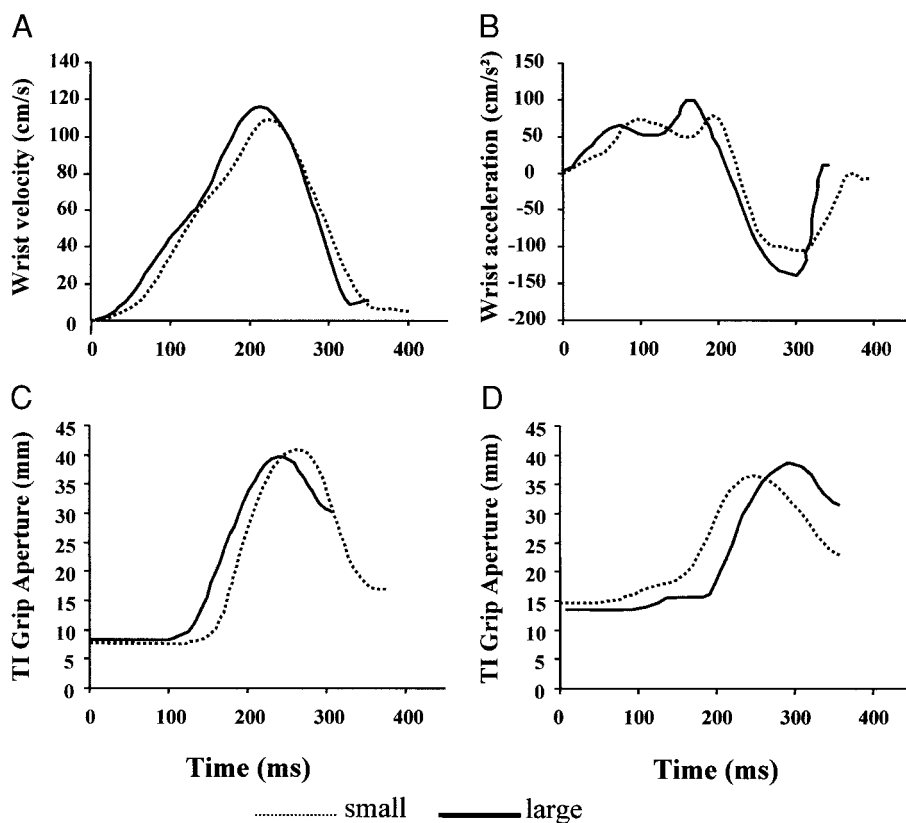 A
Wrist velocity (cm/s)
140
120
100
80
60
40
20
0
0 100 200 300 400
B
Wrist acceleration (cm/s²)
150
100
50
0
-50
-100
-150
-200
0 100 200 300 400
C
TI Grip Aperture (mm)
45
40
35
30
25
20
15
10
5
0
0 100 200 300 400
Time (ms)
D
TI Grip Aperture (mm)
45
40
35
30
25
20
15
10
5
0
0 100 200 300 400
Time (ms)
small large